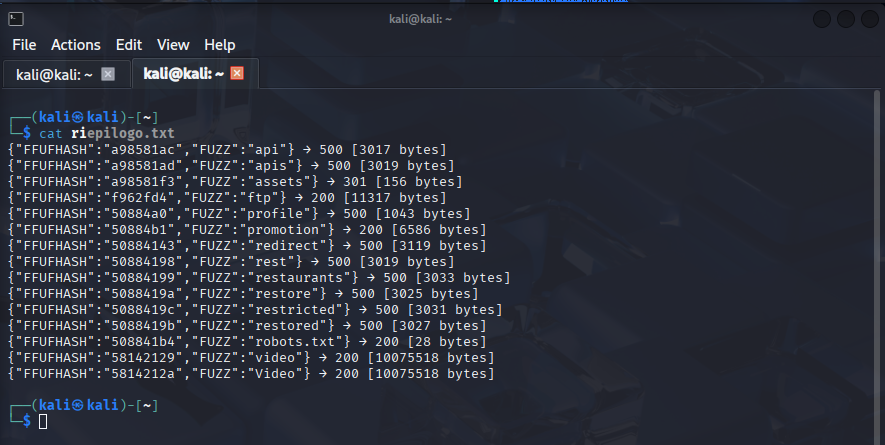 kali@kali: ~
File Actions Edit View Help
kali@kali: ~ kali@kali: ~
┌──(kali㉿kali)-[~]
└─$ cat riepilogo.txt
{"FFUFHASH":"a98581ac","FUZZ":"api"} → 500 [3017 bytes]
{"FFUFHASH":"a98581ad","FUZZ":"apis"} → 500 [3019 bytes]
{"FFUFHASH":"a98581f3","FUZZ":"assets"} → 301 [156 bytes]
{"FFUFHASH":"f962fd4","FUZZ":"ftp"} → 200 [11317 bytes]
{"FFUFHASH":"50884a0","FUZZ":"profile"} → 500 [1043 bytes]
{"FFUFHASH":"50884b1","FUZZ":"promotion"} → 200 [6586 bytes]
{"FFUFHASH":"50884143","FUZZ":"redirect"} → 500 [3119 bytes]
{"FFUFHASH":"50884198","FUZZ":"rest"} → 500 [3019 bytes]
{"FFUFHASH":"50884199","FUZZ":"restaurants"} → 500 [3033 bytes]
{"FFUFHASH":"5088419a","FUZZ":"restore"} → 500 [3025 bytes]
{"FFUFHASH":"5088419c","FUZZ":"restricted"} → 500 [3031 bytes]
{"FFUFHASH":"5088419b","FUZZ":"restored"} → 500 [3027 bytes]
{"FFUFHASH":"508841b4","FUZZ":"robots.txt"} → 200 [28 bytes]
{"FFUFHASH":"58142129","FUZZ":"video"} → 200 [10075518 bytes]
{"FFUFHASH":"5814212a","FUZZ":"Video"} → 200 [10075518 bytes]
┌──(kali㉿kali)-[~]
└─$